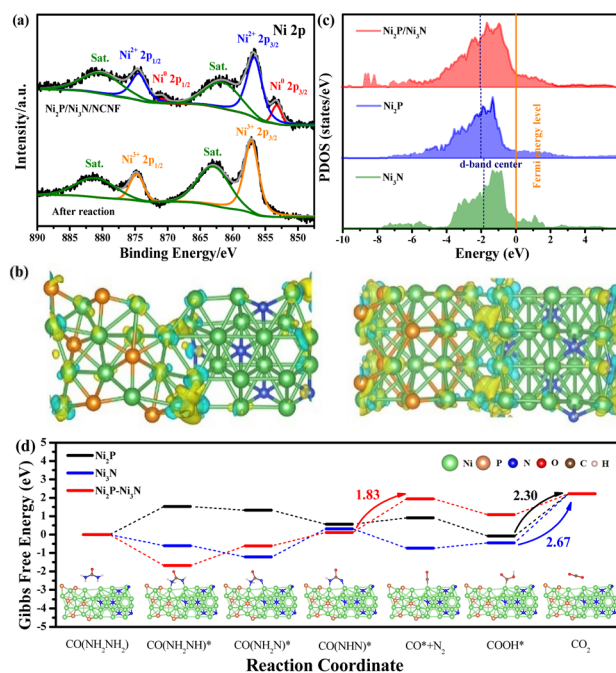 (a)
Ni 2p
Sat.
Ni²⁺ 2p₁/₂
Ni⁰ 2p₁/₂
Sat.
Ni²⁺ 2p₃/₂
Ni⁰ 2p₃/₂
Ni₂P/Ni₃N/NCNF
Sat.
Ni³⁺ 2p₁/₂
Sat.
Ni³⁺ 2p₃/₂
After reaction
Intensity/a.u.
890 880 870 865 860 855 850
Binding Energy/eV
(c)
Ni₂P/Ni₃N
Ni₂P
d-band center
Ni₃N
Fermi energy level
PDOS (states/eV)
-10 -8 -6 -4 -2 0 2 4 6
Energy (eV)
(b)
(d)
Ni₂P
Ni₃N
Ni₂P-Ni₃N
Ni P N O C H
1.83
2.30
2.67
Gibbs Free Energy (eV)
5
4
3
2
1
0
-1
-2
-3
-4
-5
CO(NH₂NH₂) CO(NH₂NH)* CO(NH₂N)* CO(NHN)* CO*+N₂ COOH* CO₂
Reaction Coordinate